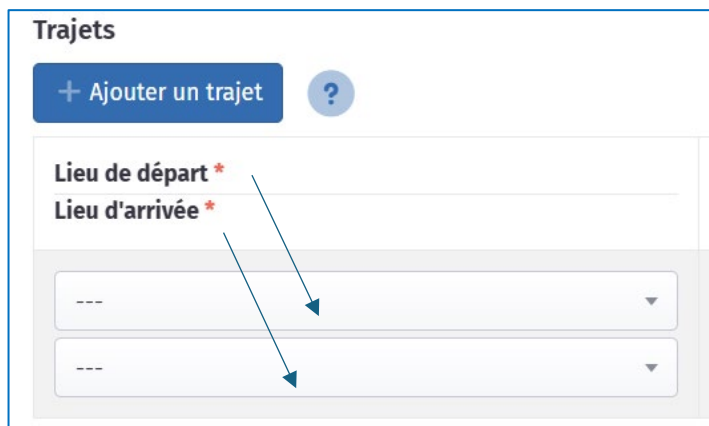 Trajets
+ Ajouter un trajet ?
Lieu de départ *
Lieu d'arrivée *
---
---